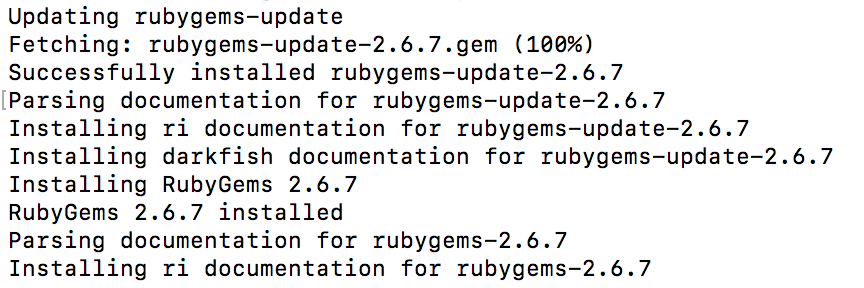 Updating rubygems-update
Fetching: rubygems-update-2.6.7.gem (100%)
Successfully installed rubygems-update-2.6.7
[Parsing documentation for rubygems-update-2.6.7
Installing ri documentation for rubygems-update-2.6.7
Installing darkfish documentation for rubygems-update-2.6.7
Installing RubyGems 2.6.7
RubyGems 2.6.7 installed
Parsing documentation for rubygems-2.6.7
Installing ri documentation for rubygems-2.6.7